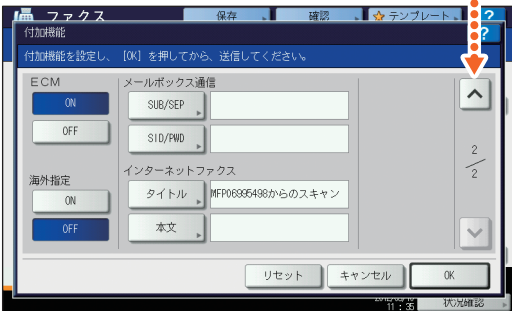 ファクス 保存 確認 テンプレート ?
付加機能 ?
付加機能を設定し、 [OK] を押してから、送信してください。
ECM
ON
OFF
海外指定
ON
OFF
メールボックス通信
SUB/SEP
SID/PWD
インターネットファクス
タイトル MFP06995498からのスキャン
本文
2
2
リセット キャンセル OK
11:35 状況確認